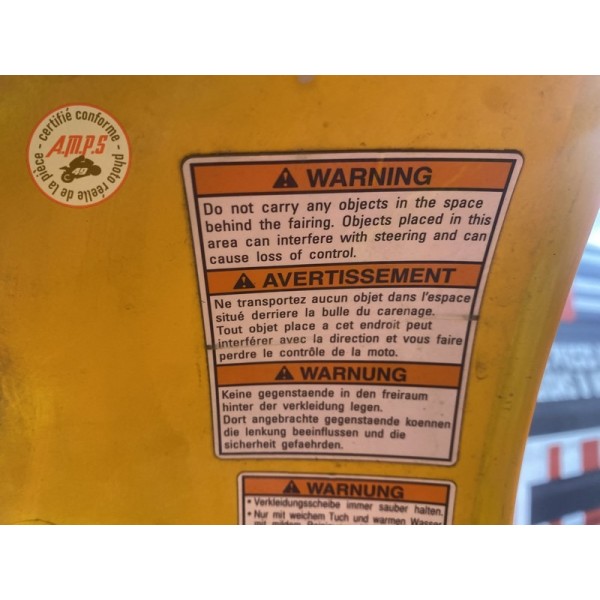 certifié conforme
A.M.P.S
49
photo réelle de la pièce
WARNING
Do not carry any objects in the space
behind the fairing. Objects placed in this
area can interfere with steering and can
cause loss of control.
AVERTISSEMENT
Ne transportez aucun objet dans l'espace
situé derriere la bulle du carenage.
Tout objet place a cet endroit peut
interférer avec la direction et vous faire
perdre le contrôle de la moto.
WARNUNG
Keine gegenstaende in den freiraum
hinter der verkleidung legen.
Dort angebrachte gegenstaende koennen
die lenkung beeinflussen und die
sicherheit gefaehrden.
WARNUNG
• Verkleidungsscheibe immer sauber halten.
• Nur mit weichem Tuch und warmen Wasser
mit mildem